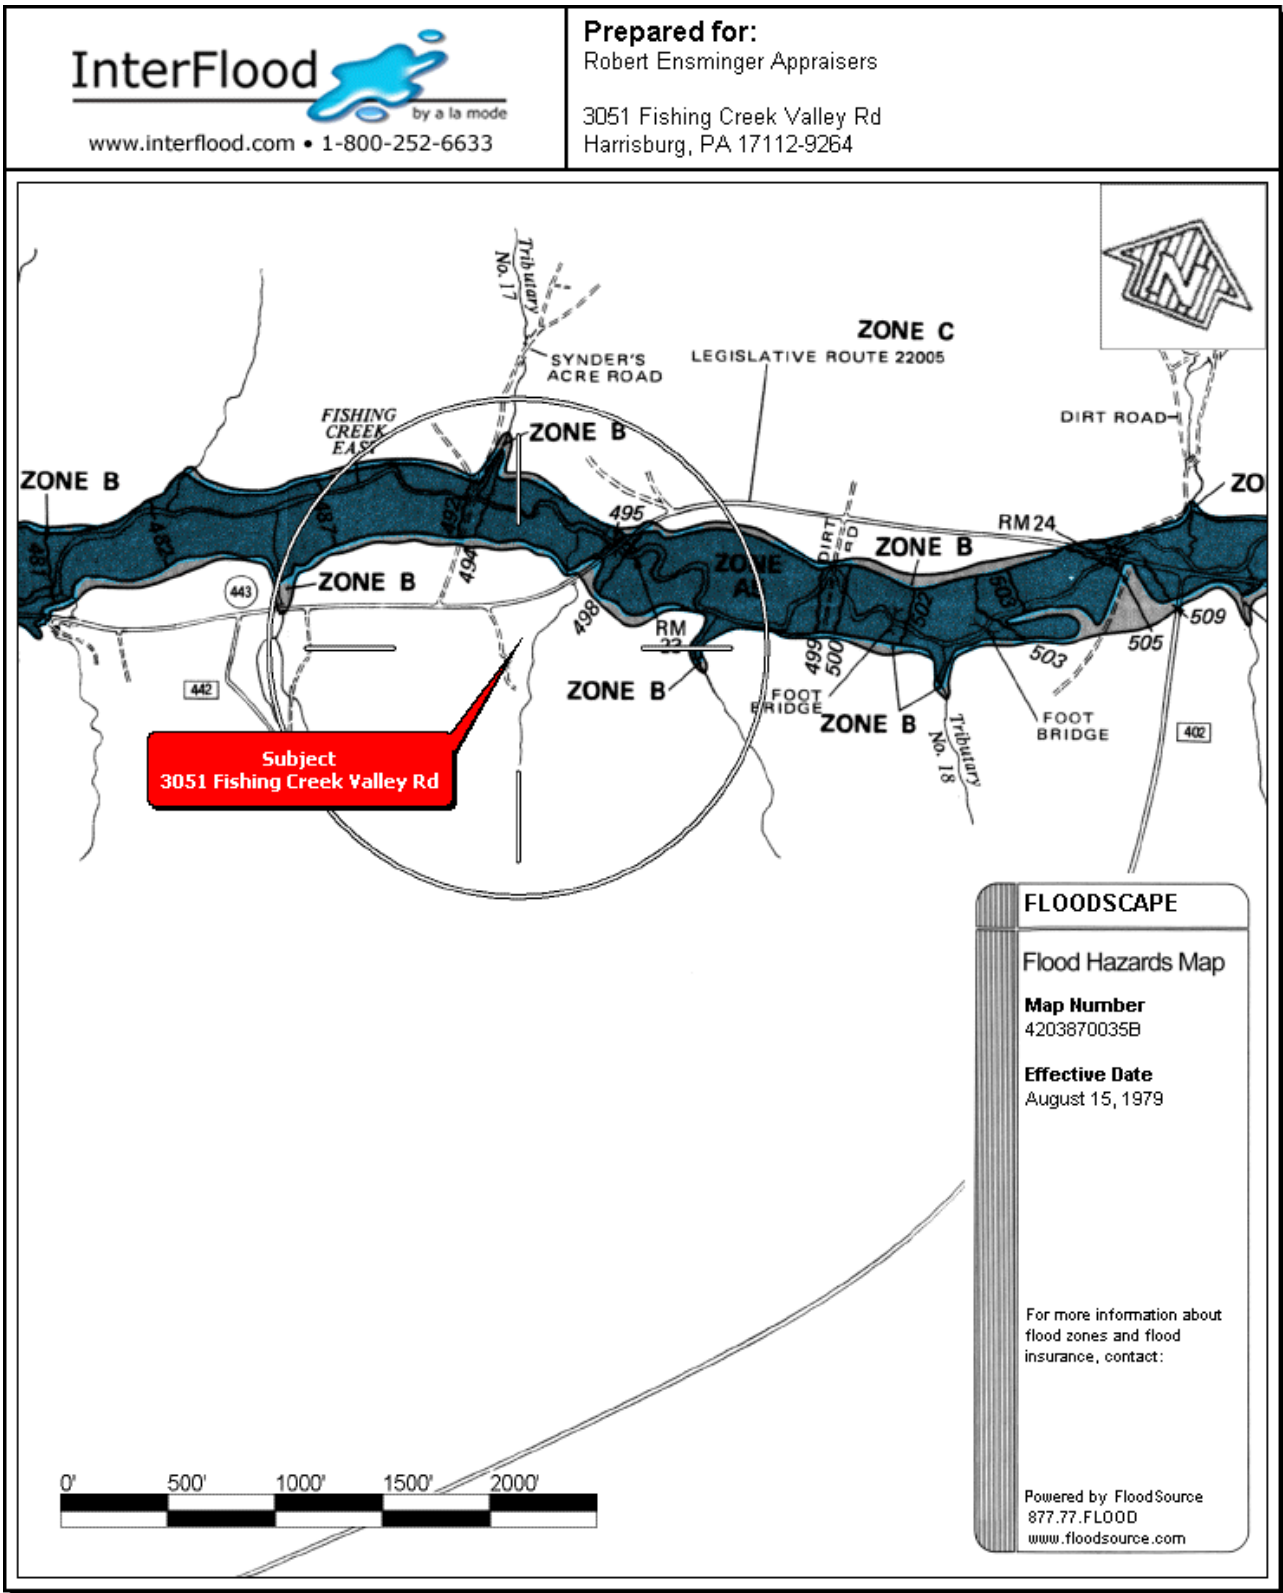 InterFlood
by a la mode
www.interflood.com • 1-800-252-6633
Prepared for:
Robert Ensminger Appraisers
3051 Fishing Creek Valley Rd
Harrisburg, PA 17112-9264
N
Tributary
No. 17
ZONE C
SYNDER'S
ACRE ROAD
LEGISLATIVE ROUTE 22005
DIRT ROAD
FISHING
CREEK
EAST
ZONE B
ZONE B
ZO
495
RM 24
DIRT
RD
ZONE B
481
482
487
492
494
ZONE
ZONE B
443
498
RM
502
503
509
505
503
499
500
442
ZONE B
FOOT
BRIDGE
ZONE B
Tributary
No. 18
FOOT
BRIDGE
402
Subject
3051 Fishing Creek Valley Rd
FLOODSCAPE
Flood Hazards Map
Map Number
4203870035B
Effective Date
August 15, 1979
For more information about
flood zones and flood
insurance, contact:
0' 500' 1000' 1500' 2000'
Powered by FloodSource
877.77.FLOOD
www.floodsource.com